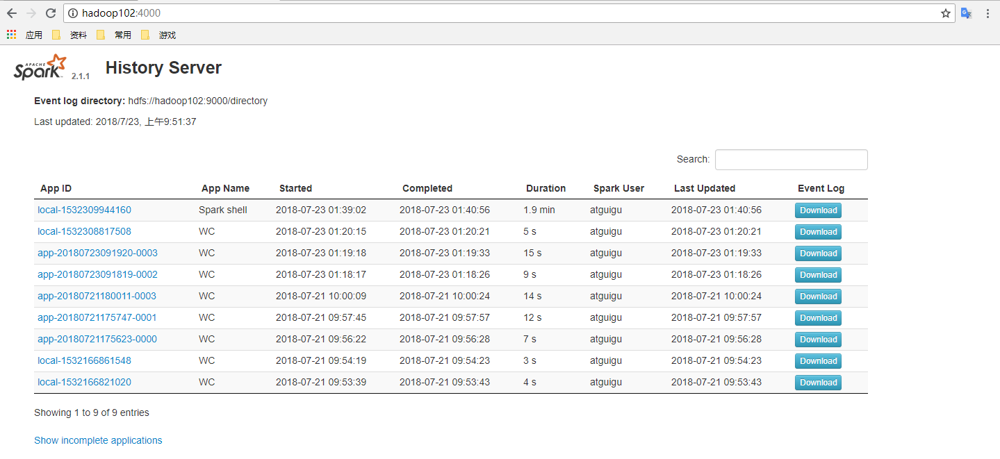 hadoop102:4000
应用 资料 常用 游戏
APACHE
Spark 2.1.1 History Server
Event log directory: hdfs://hadoop102:9000/directory
Last updated: 2018/7/23, 上午9:51:37
Search:
App ID App Name Started Completed Duration Spark User Last Updated Event Log
local-1532309944160 Spark shell 2018-07-23 01:39:02 2018-07-23 01:40:56 1.9 min atguigu 2018-07-23 01:40:56 Download
local-1532308817508 WC 2018-07-23 01:20:15 2018-07-23 01:20:21 5 s atguigu 2018-07-23 01:20:21 Download
app-20180723091920-0003 WC 2018-07-23 01:19:18 2018-07-23 01:19:33 15 s atguigu 2018-07-23 01:19:33 Download
app-20180723091819-0002 WC 2018-07-23 01:18:17 2018-07-23 01:18:26 9 s atguigu 2018-07-23 01:18:26 Download
app-20180721180011-0003 WC 2018-07-21 10:00:09 2018-07-21 10:00:24 14 s atguigu 2018-07-21 10:00:24 Download
app-20180721175747-0001 WC 2018-07-21 09:57:45 2018-07-21 09:57:57 12 s atguigu 2018-07-21 09:57:57 Download
app-20180721175623-0000 WC 2018-07-21 09:56:22 2018-07-21 09:56:28 7 s atguigu 2018-07-21 09:56:28 Download
local-1532166861548 WC 2018-07-21 09:54:19 2018-07-21 09:54:23 3 s atguigu 2018-07-21 09:54:23 Download
local-1532166821020 WC 2018-07-21 09:53:39 2018-07-21 09:53:43 4 s atguigu 2018-07-21 09:53:43 Download
Showing 1 to 9 of 9 entries
Show incomplete applications